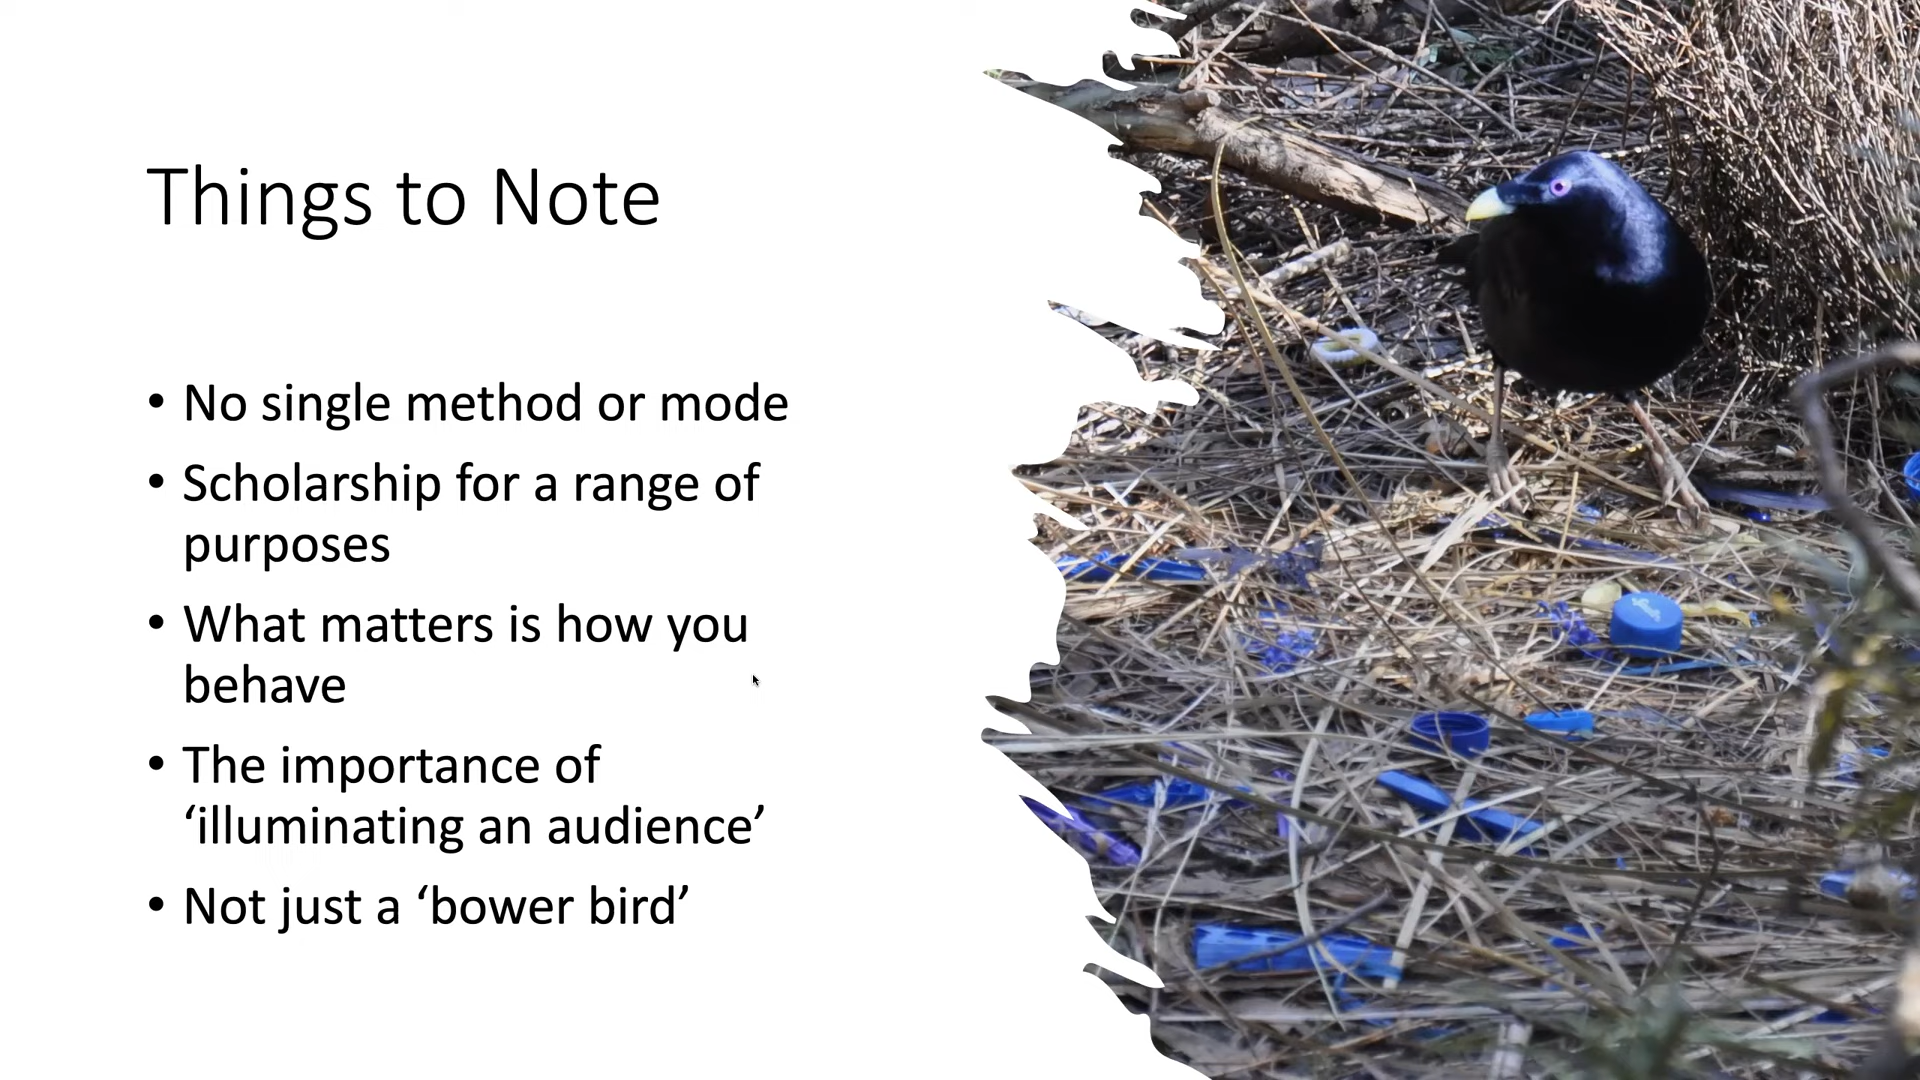 Things to Note
• No single method or mode
• Scholarship for a range of
purposes
• What matters is how you
behave
• The importance of
‘illuminating an audience’
• Not just a ‘bower bird’